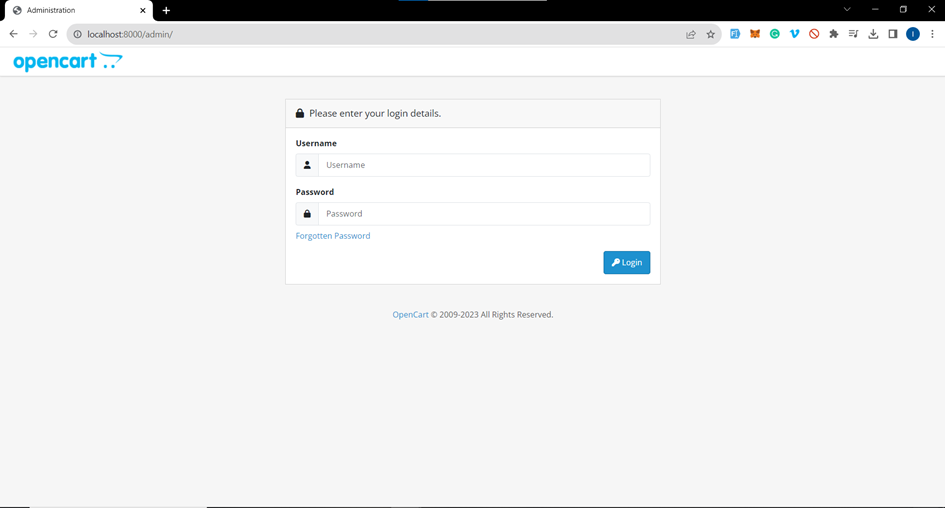 Administration
localhost:8000/admin/
opencart
Please enter your login details.
Username
Username
Password
Password
Forgotten Password
Login
OpenCart © 2009-2023 All Rights Reserved.